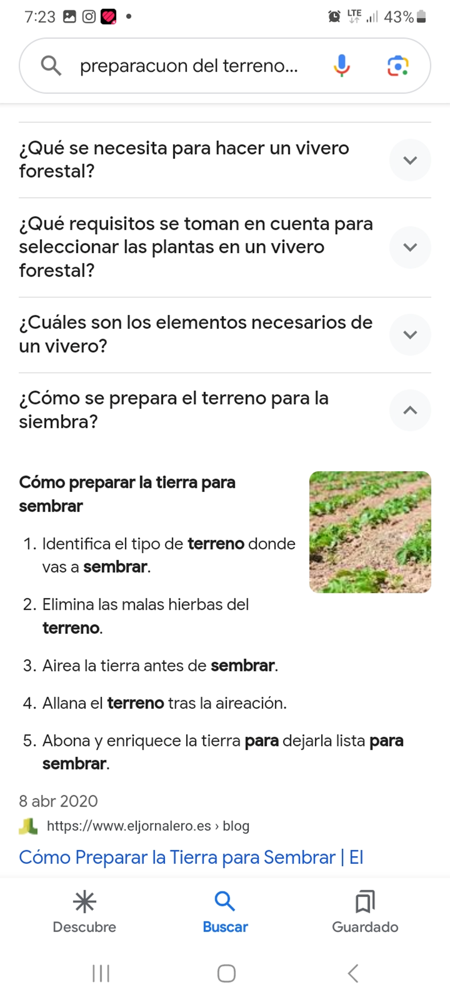 7:23 LTE 43%
preparacuon del terreno...
¿Qué se necesita para hacer un vivero
forestal?
¿Qué requisitos se toman en cuenta para
seleccionar las plantas en un vivero
forestal?
¿Cuáles son los elementos necesarios de
un vivero?
¿Cómo se prepara el terreno para la
siembra?
Cómo preparar la tierra para
sembrar
1. Identifica el tipo de terreno donde
vas a sembrar.
2. Elimina las malas hierbas del
terreno.
3. Airea la tierra antes de sembrar.
4. Allana el terreno tras la aireación.
5. Abona y enriquece la tierra para dejarla lista para
sembrar.
8 abr 2020
https://www.eljornalero.es › blog
Cómo Preparar la Tierra para Sembrar | El
Descubre Buscar Guardado